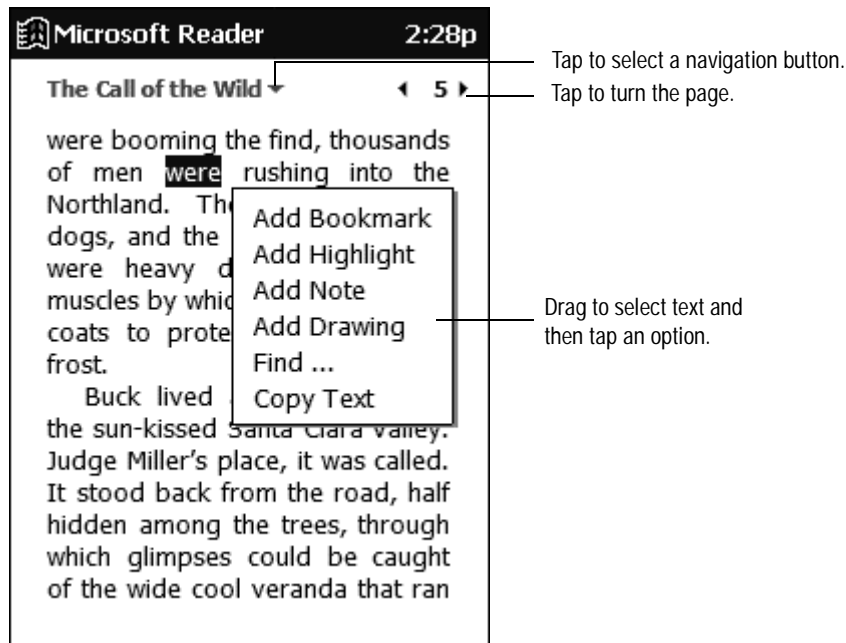 Microsoft Reader 2:28p
The Call of the Wild 5
were booming the find, thousands
of men were rushing into the
Northland.
dogs, and the
were heavy
muscles by
coats to
frost.
Buck lived
the sun-kissed Santa Clara Valley.
Judge Miller's place, it was called.
It stood back from the road, half
hidden among the trees, through
which glimpses could be caught
of the wide cool veranda that ran
Add Bookmark
Add Highlight
Add Note
Add Drawing
Find ...
Copy Text
Tap to select a navigation button.
Tap to turn the page.
Drag to select text and
then tap an option.